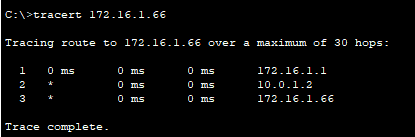 C:\>tracert 172.16.1.66
Tracing route to 172.16.1.66 over a maximum of 30 hops:
1 0 ms 0 ms 0 ms 172.16.1.1
2 * 0 ms 0 ms 10.0.1.2
3 * 0 ms 0 ms 172.16.1.66
Trace complete.